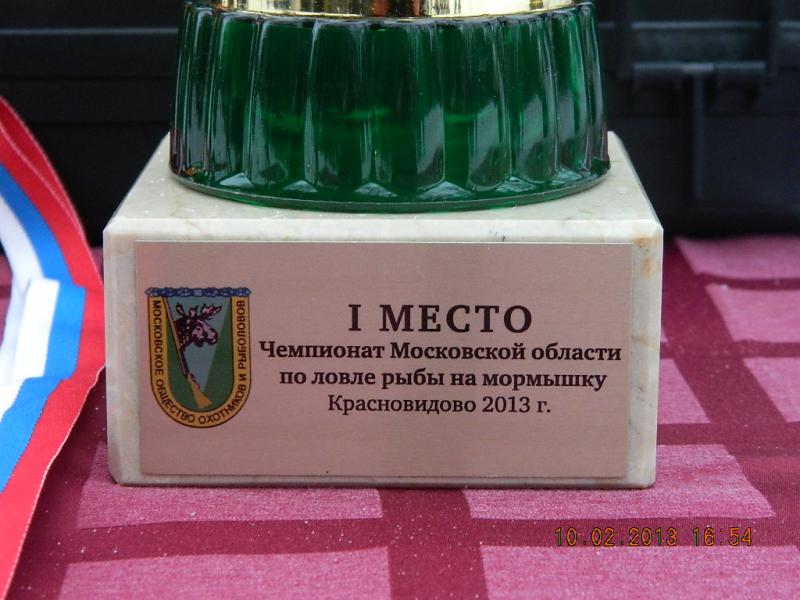 I МЕСТО
Чемпионат Московской области
по ловле рыбы на мормышку
Красновидово 2013 г.
МОСКОВСКОЕ ОБЩЕСТВО ОХОТНИКОВ И РЫБОЛОВОВ
10.02.2013 16:54